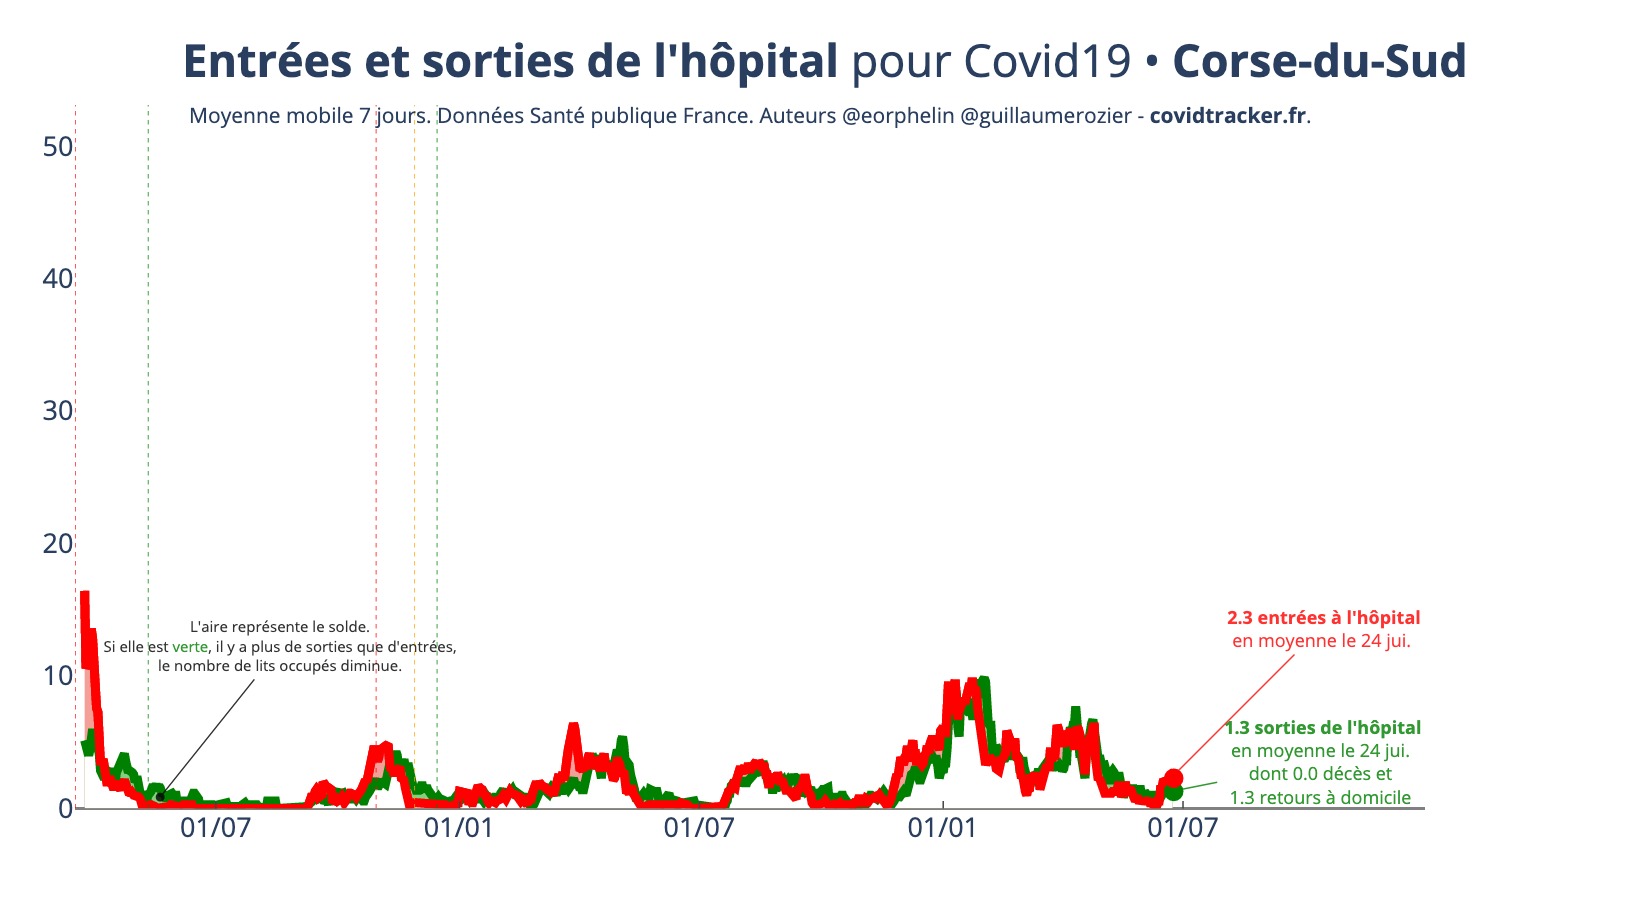 Entrées et sorties de l'hôpital pour Covid19 • Corse-du-Sud
Moyenne mobile 7 jours. Données Santé publique France. Auteurs @eorphelin @guillaumerozier - covidtracker.fr.
50
40
30
20
10
0
L'aire représente le solde.
Si elle est verte, il y a plus de sorties que d'entrées,
le nombre de lits occupés diminue.
2.3 entrées à l'hôpital
en moyenne le 24 jui.
1.3 sorties de l'hôpital
en moyenne le 24 jui.
dont 0.0 décès et
1.3 retours à domicile
01/07
01/01
01/07
01/01
01/07